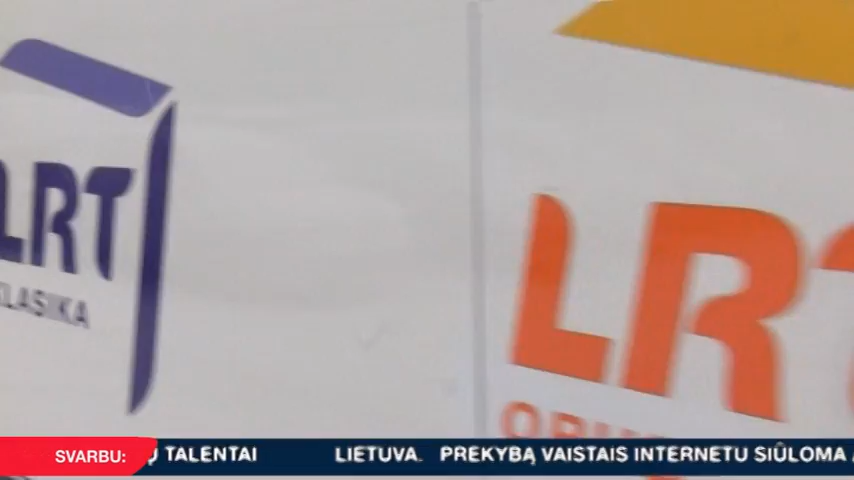 LRT
KLASIKA
LRT
SVARBU:
Ų TALENTAI LIETUVA. PREKYBĄ VAISTAIS INTERNETU SIŪLOMA